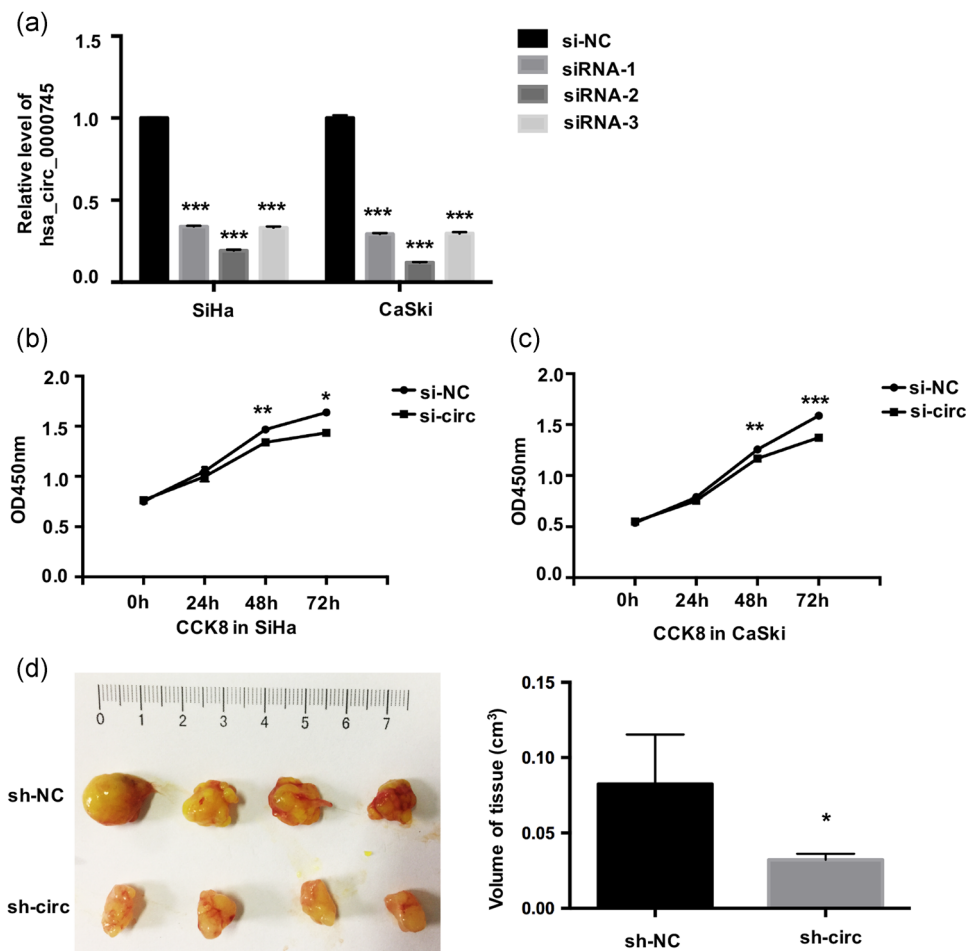 (a)
Relative level of
hsa_circ_0000745
1.5
1.0
0.5
0.0
*** *** ***
*** *** ***
SiHa CaSki
si-NC
siRNA-1
siRNA-2
siRNA-3
(b)
OD450nm
2.0
1.5
1.0
0.5
0.0
** *
si-NC
si-circ
0h 24h 48h 72h
CCK8 in SiHa
(c)
OD450nm
2.0
1.5
1.0
0.5
0.0
** ***
si-NC
si-circ
0h 24h 48h 72h
CCK8 in CaSki
(d)
0 1 2 3 4 5 6 7
sh-NC
sh-circ
Volume of tissue (cm³)
0.15
0.10
0.05
0.00
*
sh-NC sh-circ